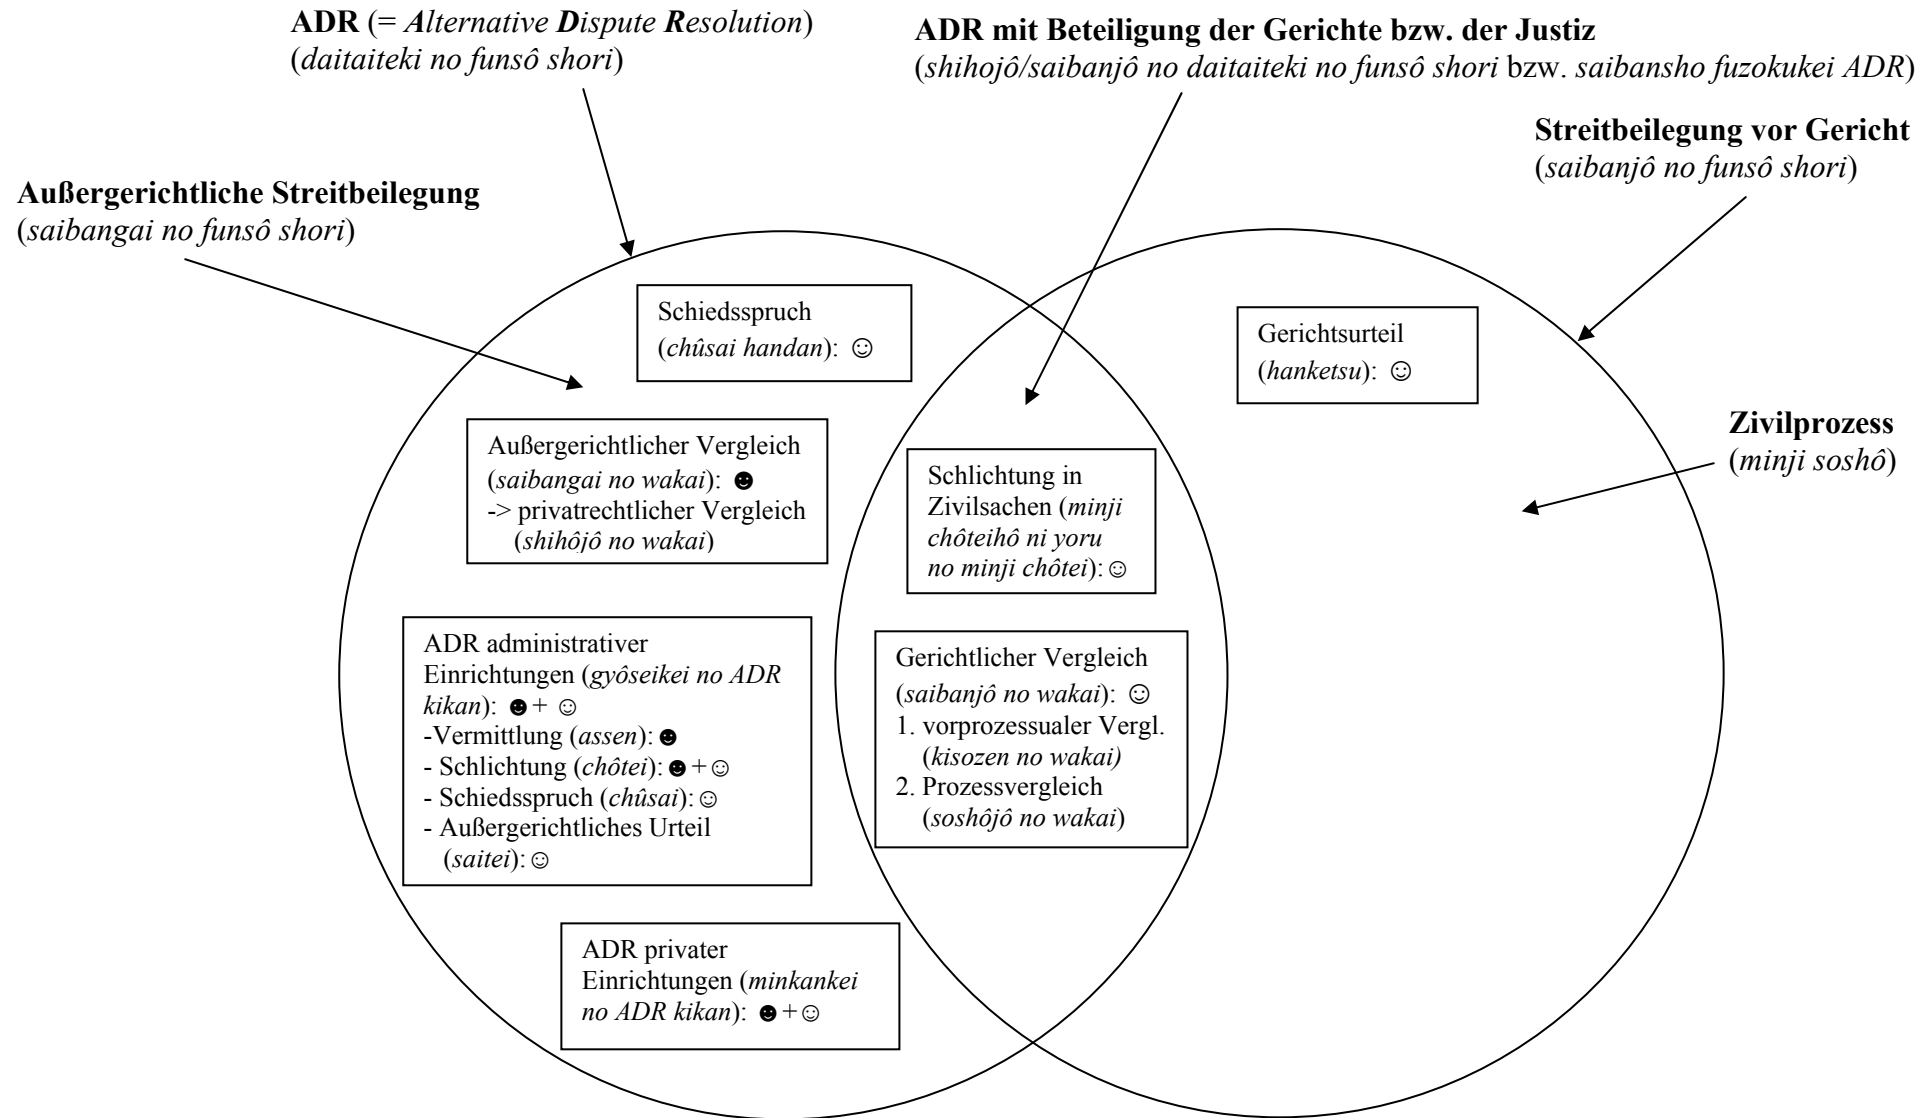 ADR (= Alternative Dispute Resolution)
(daitaiteki no funsô shori)
ADR mit Beteiligung der Gerichte bzw. der Justiz
(shihojô/saibanjô no daitaiteki no funsô shori bzw. saibansho fuzokukei ADR)
Streitbeilegung vor Gericht
(saibanjô no funsô shori)
Außergerichtliche Streitbeilegung
(saibangai no funsô shori)
Schiedsspruch
(chûsai handan): ☺
Gerichtsurteil
(hanketsu): ☺
Zivilprozess
(minji soshô)
Außergerichtlicher Vergleich
(saibangai no wakai): ☻
-> privatrechtlicher Vergleich
(shihôjô no wakai)
Schlichtung in
Zivilsachen (minji
chôteihô ni yoru
no minji chôtei): ☺
ADR administrativer
Einrichtungen (gyôseikei no ADR
kikan): ☻+ ☺
-Vermittlung (assen): ☻
- Schlichtung (chôtei): ☻+☺
- Schiedsspruch (chûsai): ☺
- Außergerichtliches Urteil
(saitei): ☺
Gerichtlicher Vergleich
(saibanjô no wakai): ☺
1. vorprozessualer Vergl.
(kisozen no wakai)
2. Prozessvergleich
(soshôjô no wakai)
ADR privater
Einrichtungen (minkankei
no ADR kikan): ☻+☺